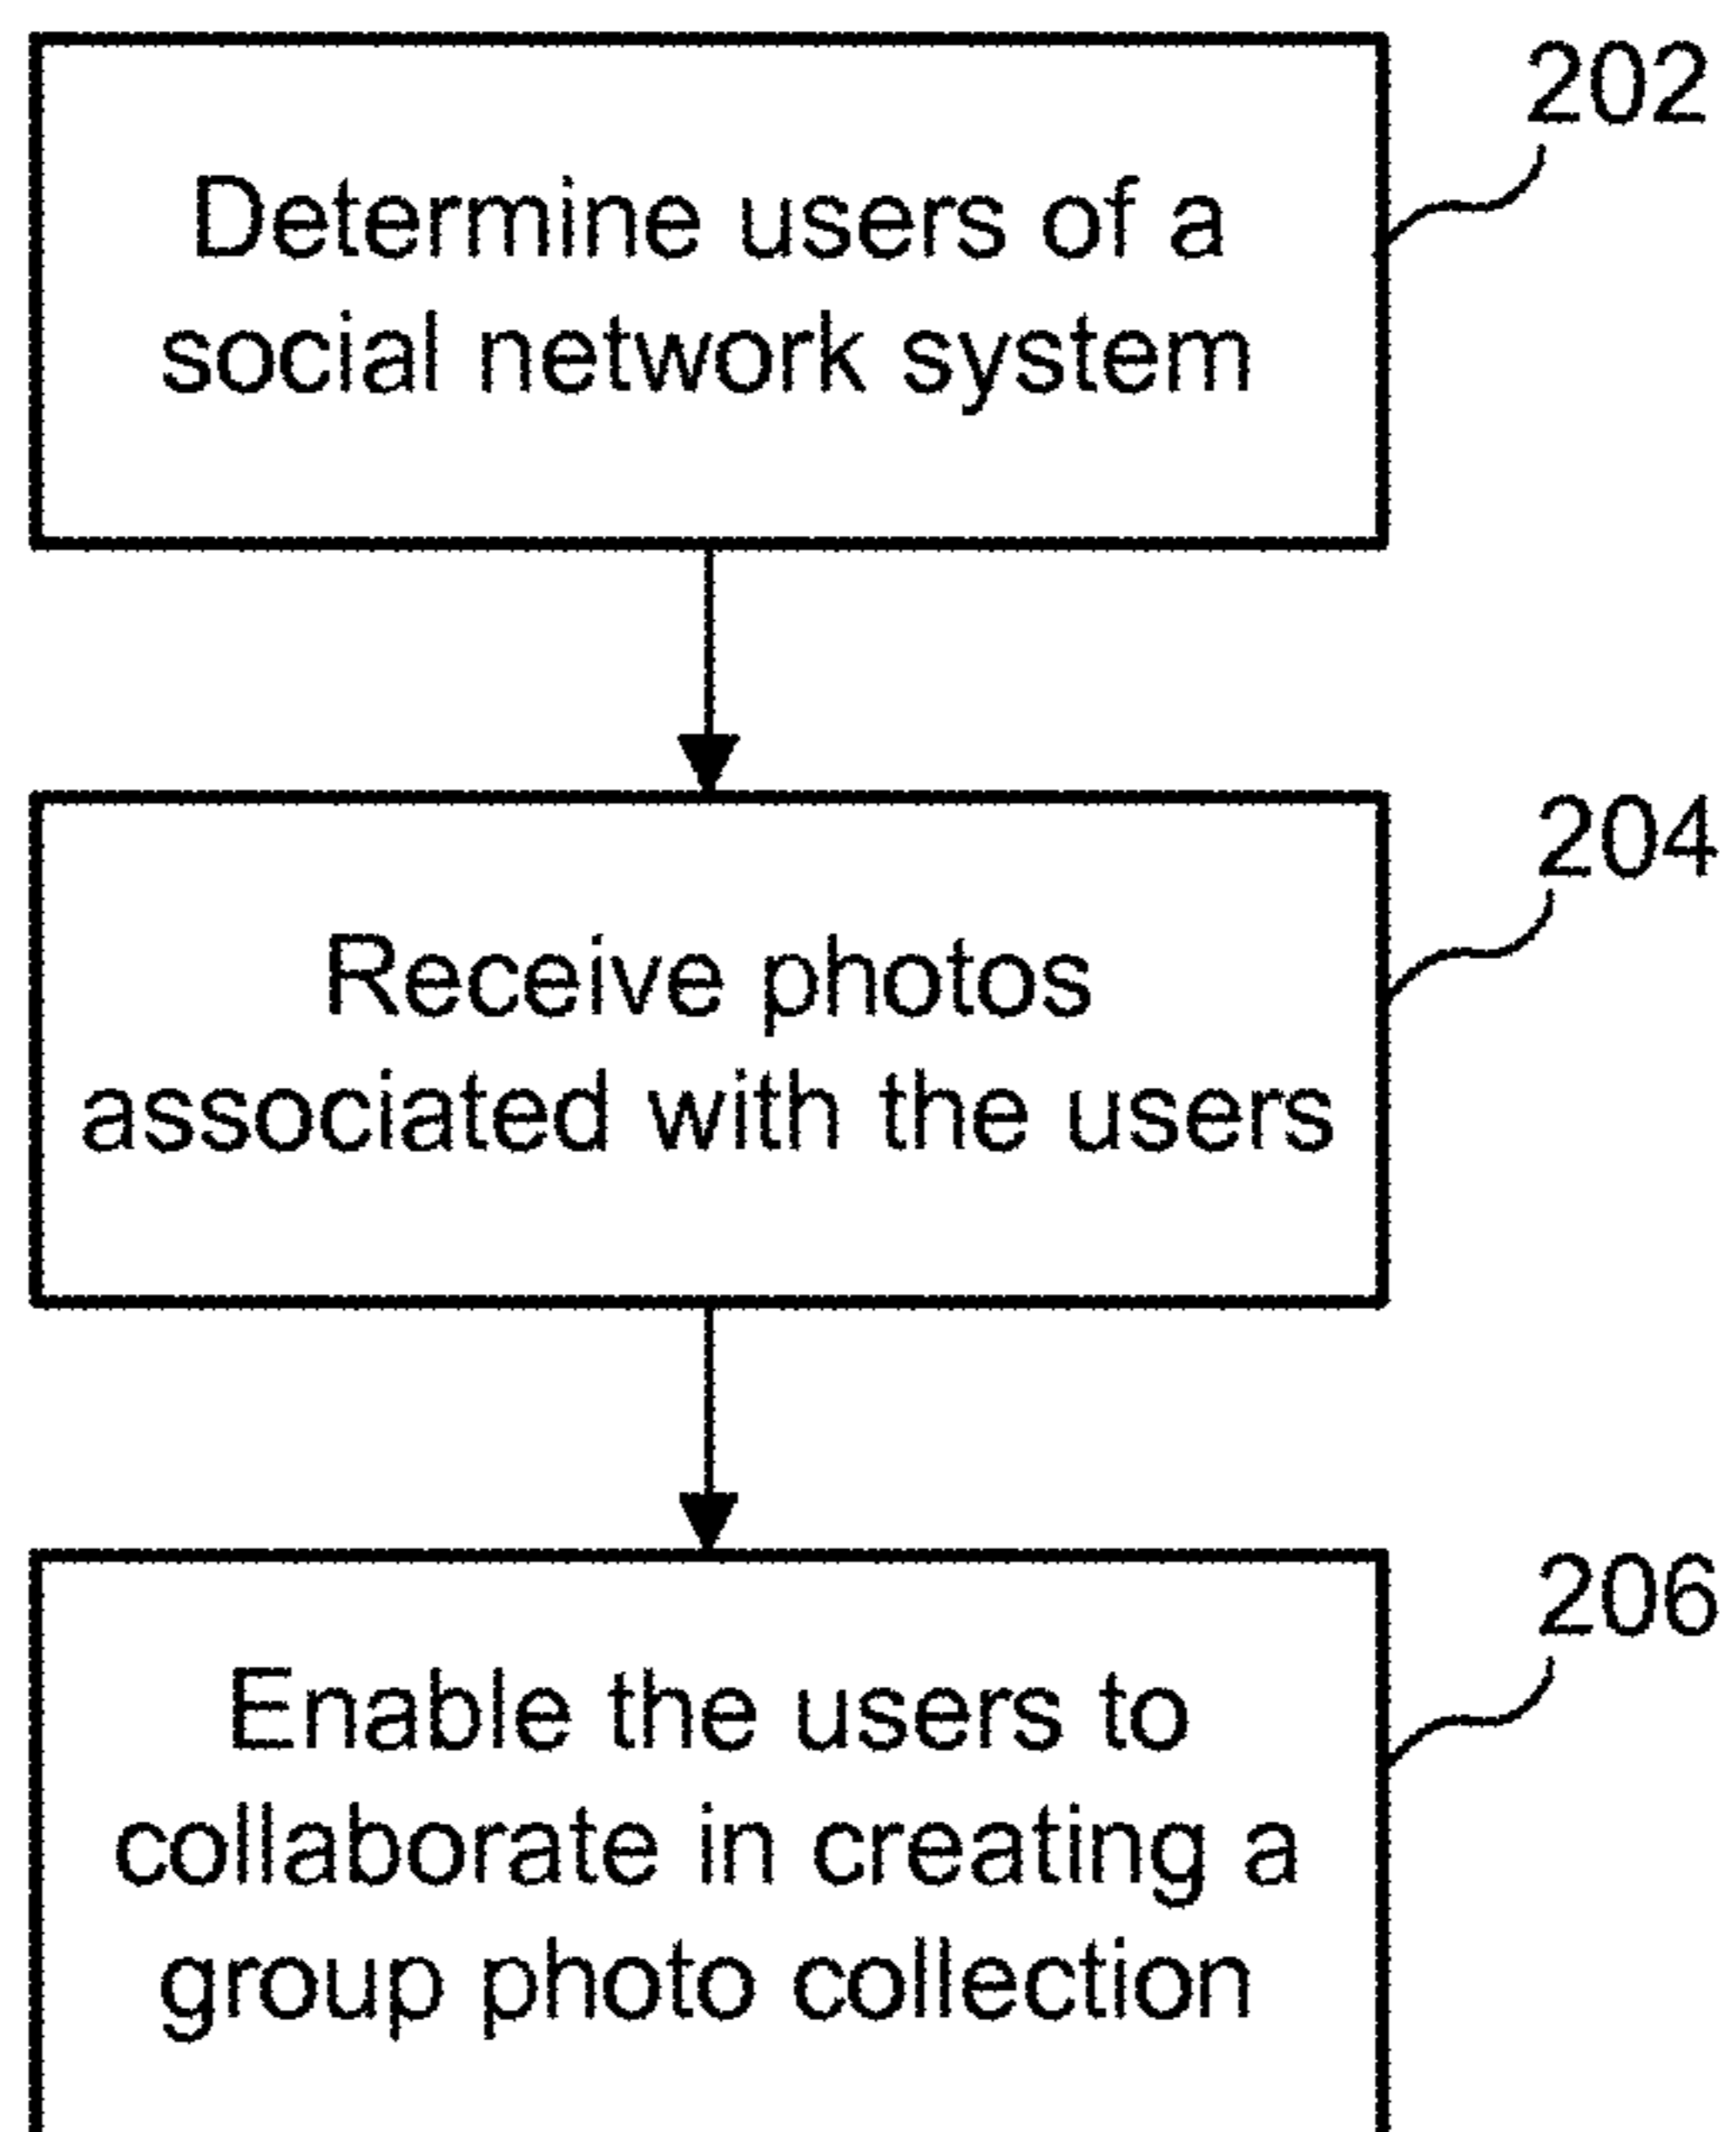 202
Determine users of a
social network system
204
Receive photos
associated with the users
206
Enable the users to
collaborate in creating a
group photo collection